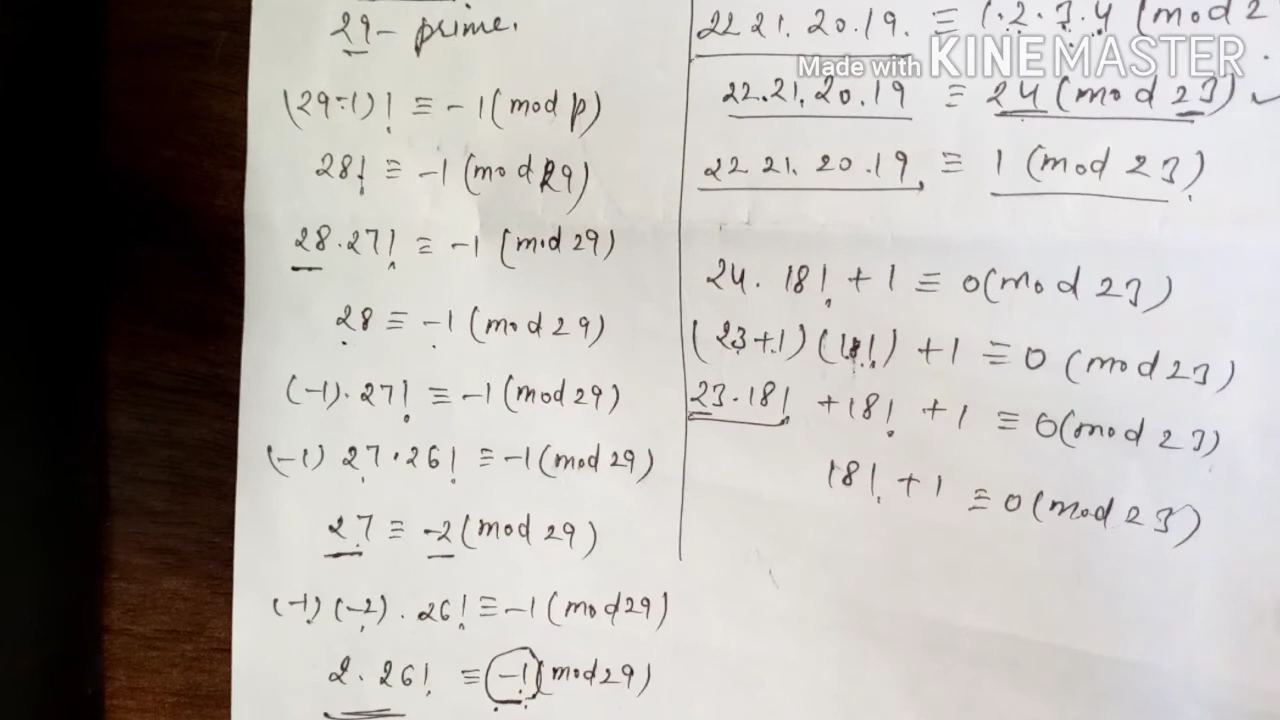 29 - prime.
(29-1)! ≡ -1 (mod p)
28! ≡ -1 (mod 29)
28.27! ≡ -1 (mod 29)
28 ≡ -1 (mod 29)
(-1).27! ≡ -1 (mod 29)
(-1) 27.26! ≡ -1 (mod 29)
27 ≡ -2 (mod 29)
(-1) (-2). 26! ≡ -1 (mod 29)
2.26! ≡ -1 (mod 29)
22 21. 20.19. ≡ 1.2.3.4 (mod 2
Made with KINEMASTER
22.21.20.19 ≡ 24 (mod 23) ✓
22 21. 20.19, ≡ 1 (mod 23).
24. 18! + 1 ≡ 0 (mod 23)
(23+1) (18!) + 1 ≡ 0 (mod 23)
23.18! + 18! + 1 ≡ 0 (mod 23)
18! + 1 ≡ 0 (mod 23)